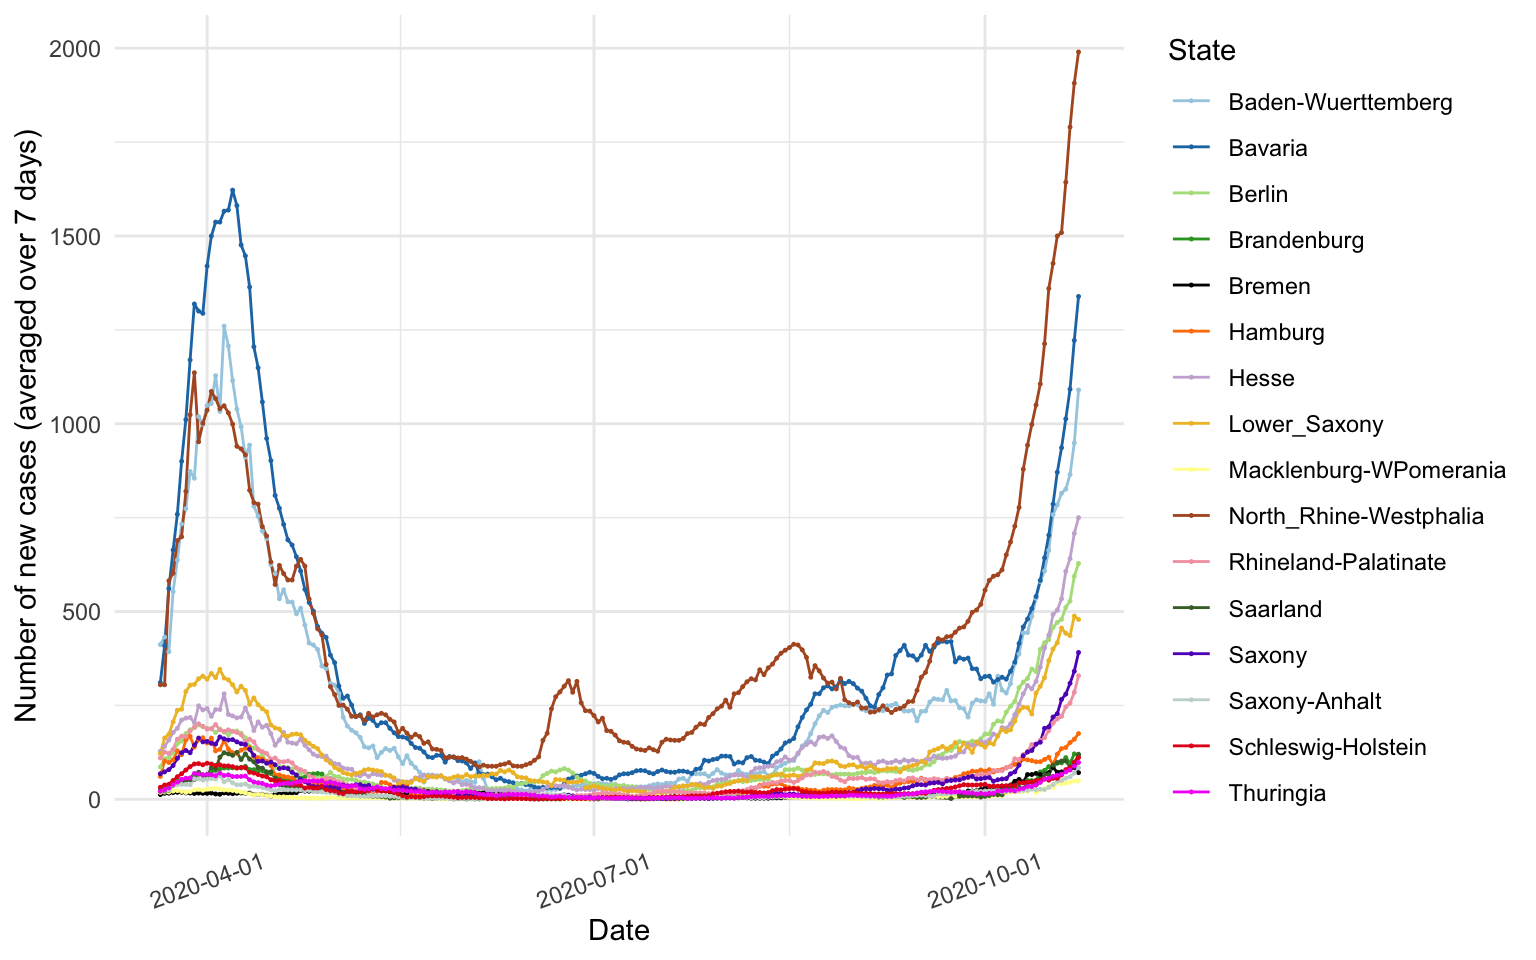 Number of new cases (averaged over 7 days)
2000
1500
1000
500
0
2020-04-01
2020-07-01
2020-10-01
Date
State
Baden-Wuerttemberg
Bavaria
Berlin
Brandenburg
Bremen
Hamburg
Hesse
Lower_Saxony
Macklenburg-WPomerania
North_Rhine-Westphalia
Rhineland-Palatinate
Saarland
Saxony
Saxony-Anhalt
Schleswig-Holstein
Thuringia